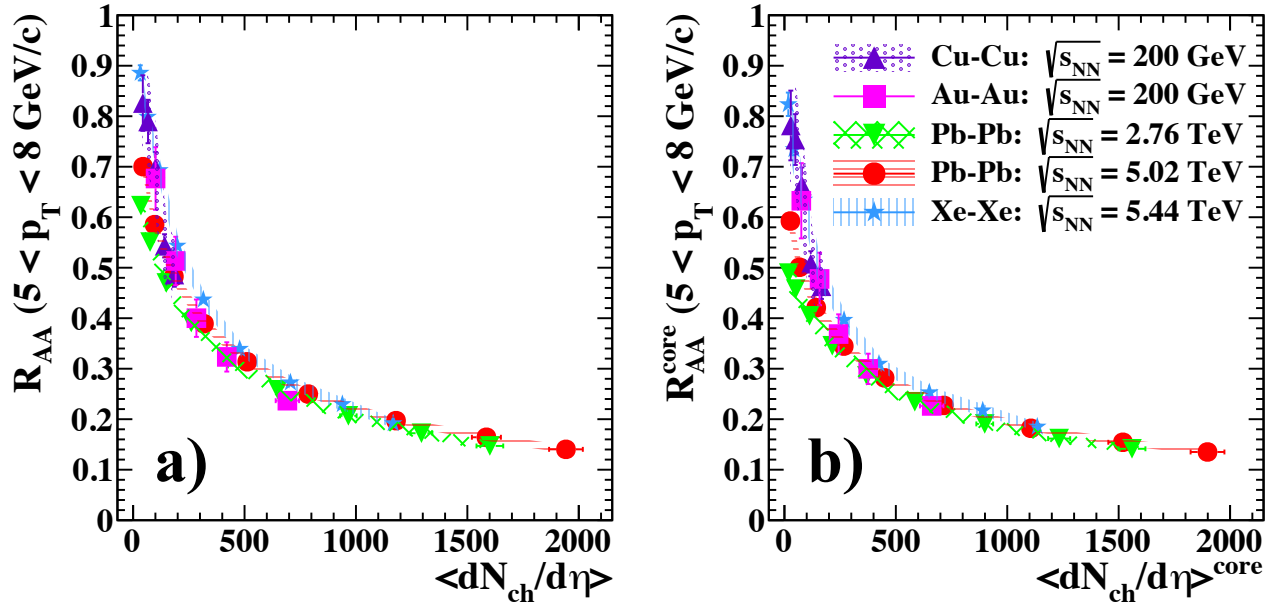 R_AA (5 < p_T < 8 GeV/c)
1
0.9
0.8
0.7
0.6
0.5
0.4
0.3
0.2
0.1
0
a)
0 500 1000 1500 2000
<dN_ch/dη>
R_AA^core (5 < p_T < 8 GeV/c)
1
0.9
0.8
0.7
0.6
0.5
0.4
0.3
0.2
0.1
0
Cu-Cu: √s_NN = 200 GeV
Au-Au: √s_NN = 200 GeV
Pb-Pb: √s_NN = 2.76 TeV
Pb-Pb: √s_NN = 5.02 TeV
Xe-Xe: √s_NN = 5.44 TeV
b)
0 500 1000 1500 2000
<dN_ch/dη>^core